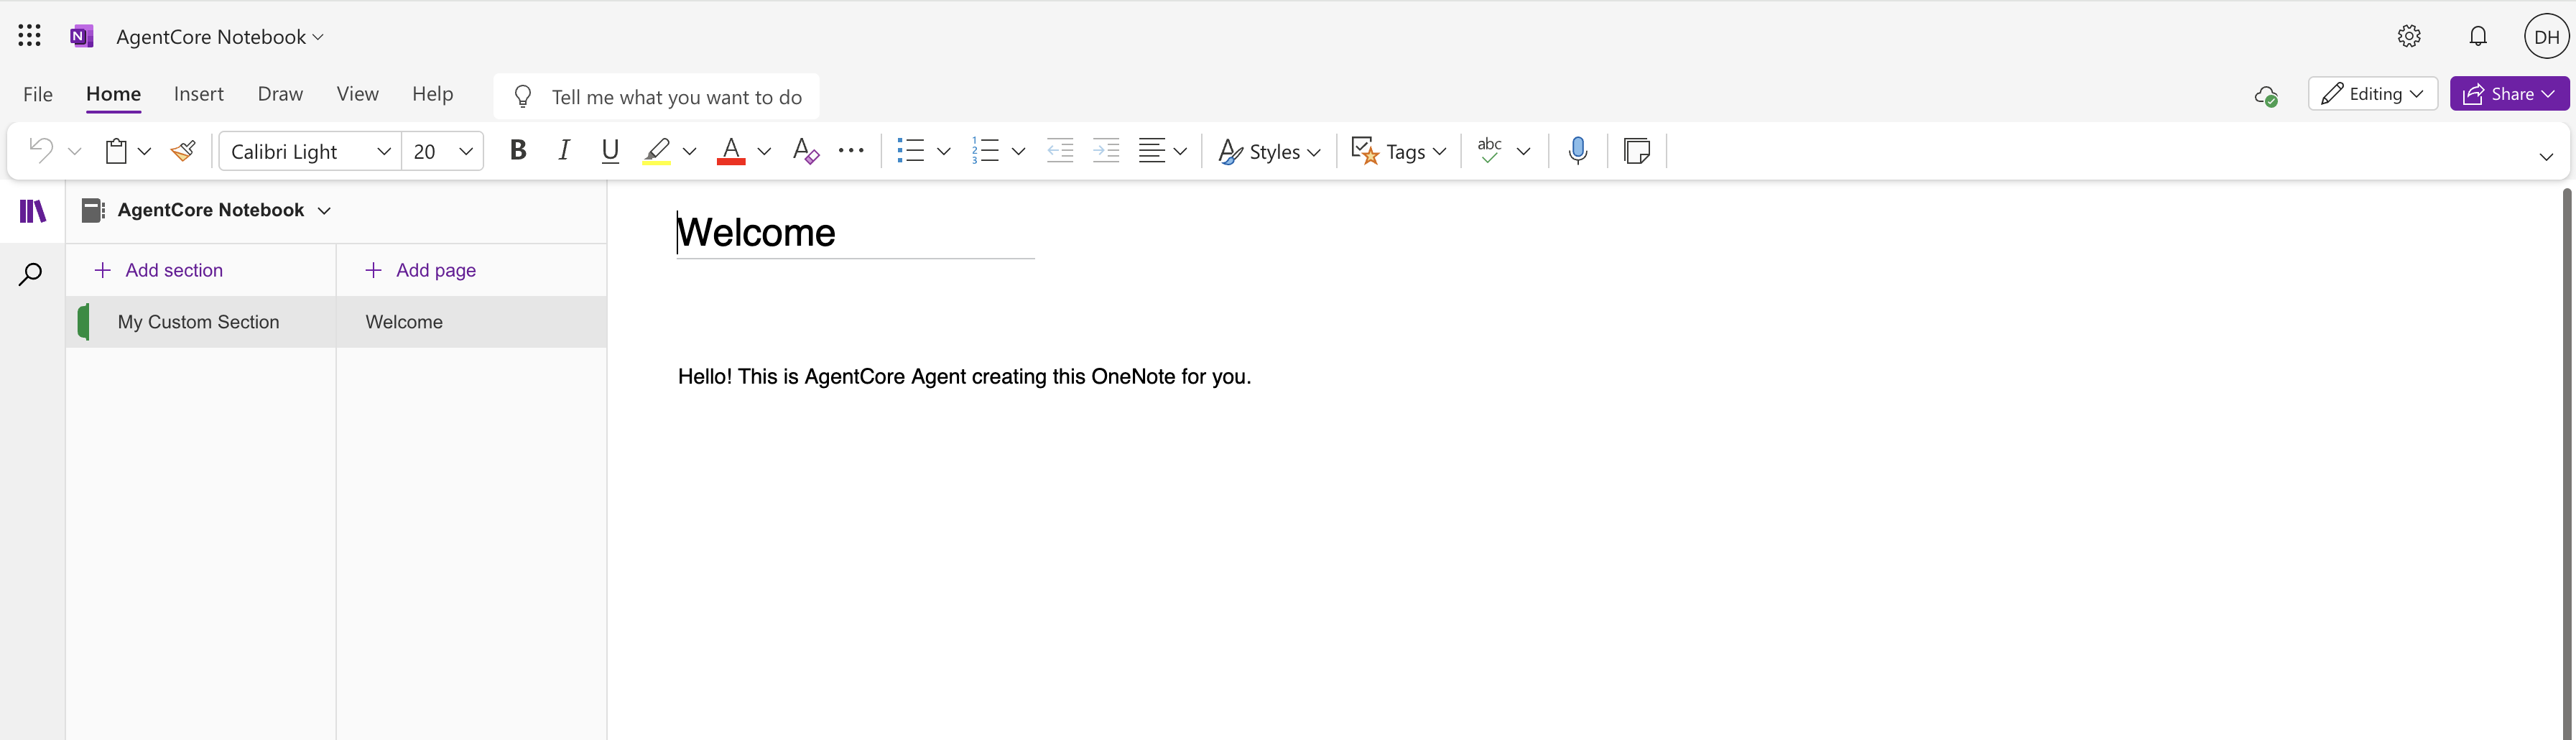 AgentCore Notebook
DH
File Home Insert Draw View Help Tell me what you want to do Editing Share
Calibri Light 20 B I U A A Styles Tags abc
AgentCore Notebook
Add section Add page
My Custom Section Welcome
Welcome
Hello! This is AgentCore Agent creating this OneNote for you.